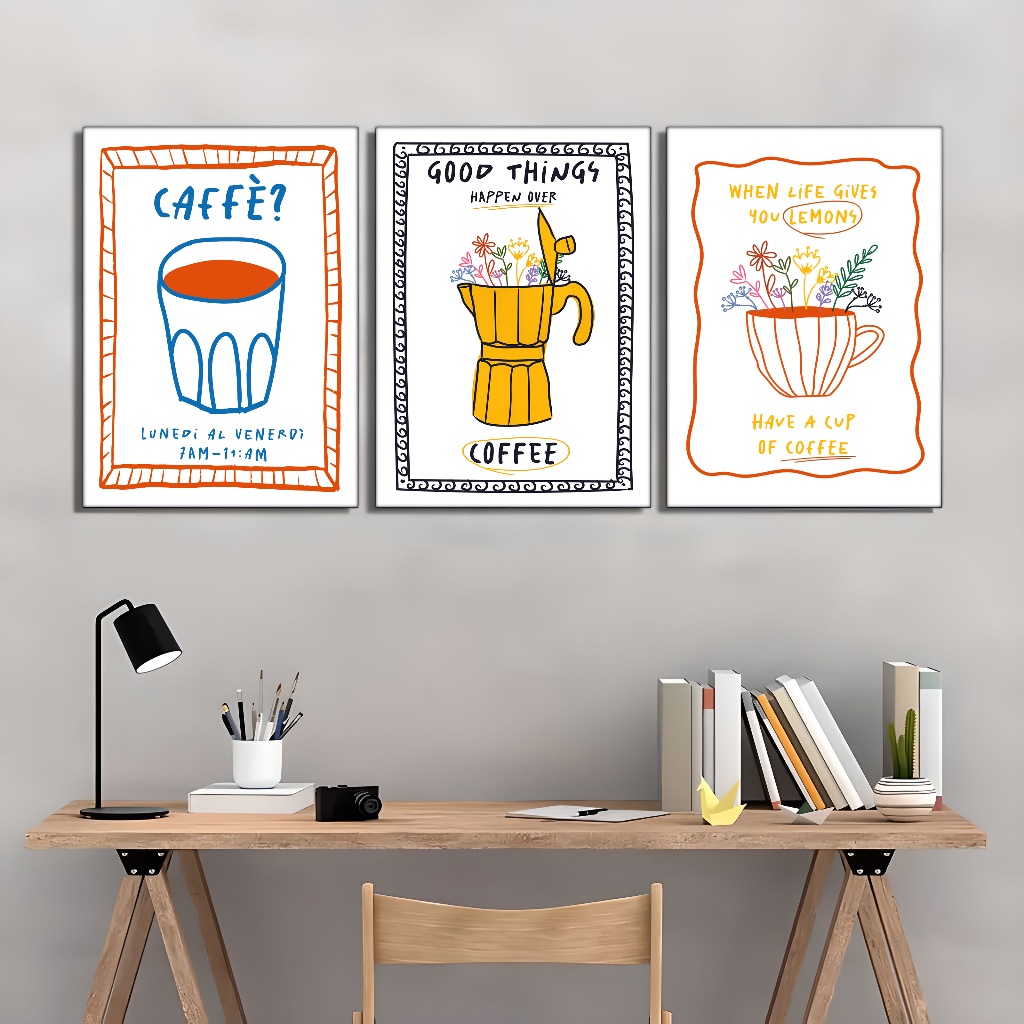 CAFFÈ?
LUNEDì AL VENERDì
7AM-11:AM
GOOD THiNGS
HAPPEN OVER
COFFEE
WHEN LiFE GiVES
YOU LEMONS
HAVE A CUP
OF COFFEE